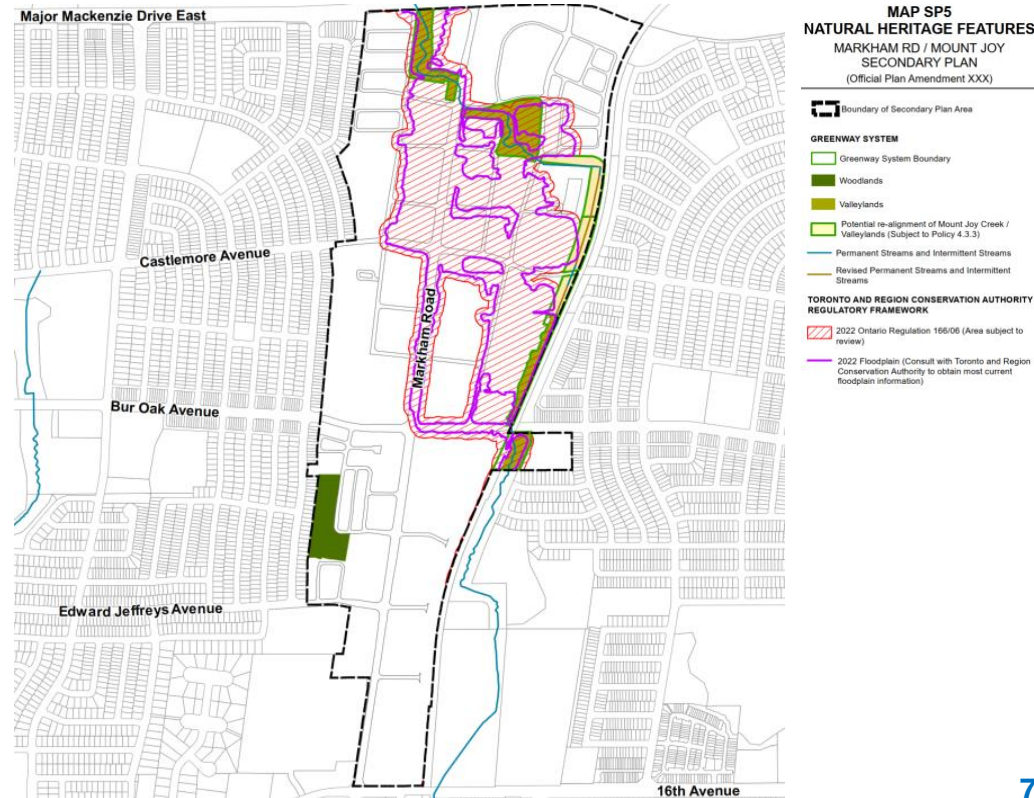 Major Mackenzie Drive East
Castlemore Avenue
Markham Road
Bur Oak Avenue
Edward Jeffreys Avenue
16th Avenue
MAP SP5
NATURAL HERITAGE FEATURES
MARKHAM RD / MOUNT JOY
SECONDARY PLAN
(Official Plan Amendment XXX)
Boundary of Secondary Plan Area
GREENWAY SYSTEM
Greenway System Boundary
Woodlands
Valleylands
Potential re-alignment of Mount Joy Creek /
Valleylands (Subject to Policy 4.3.3)
Permanent Streams and Intermittent Streams
Revised Permanent Streams and Intermittent
Streams
TORONTO AND REGION CONSERVATION AUTHORITY
REGULATORY FRAMEWORK
2022 Ontario Regulation 166/06 (Area subject to
review)
2022 Floodplain (Consult with Toronto and Region
Conservation Authority to obtain most current
floodplain information)
7